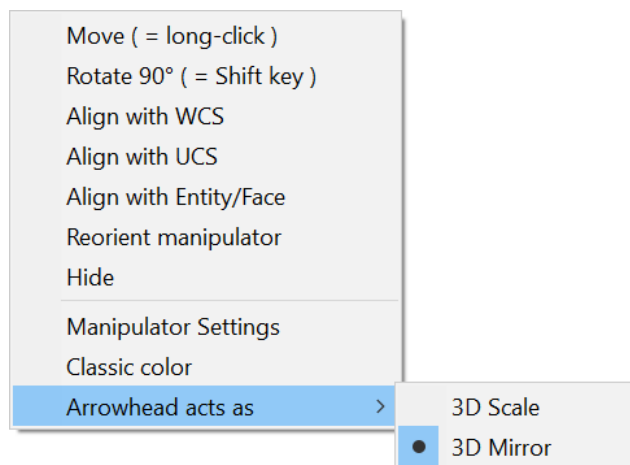 Move ( = long-click )
Rotate 90° ( = Shift key )
Align with WCS
Align with UCS
Align with Entity/Face
Reorient manipulator
Hide
Manipulator Settings
Classic color
Arrowhead acts as
3D Scale
3D Mirror